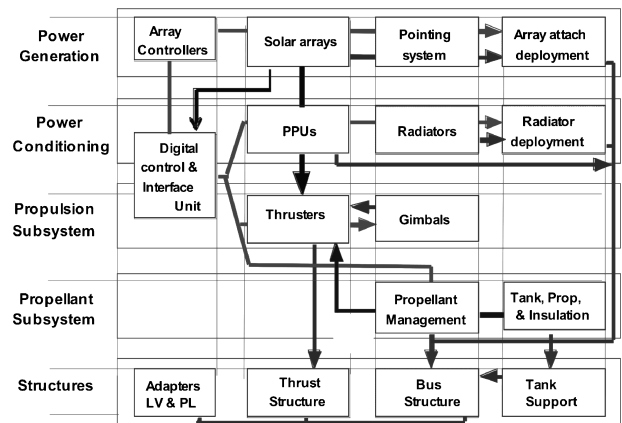 Power
Generation
Array
Controllers
Solar arrays
Pointing
system
Array attach
deployment
Power
Conditioning
Digital
control &
Interface
Unit
PPUs
Radiators
Radiator
deployment
Propulsion
Subsystem
Thrusters
Gimbals
Propellant
Subsystem
Propellant
Management
Tank, Prop,
& Insulation
Structures
Adapters
LV & PL
Thrust
Structure
Bus
Structure
Tank
Support